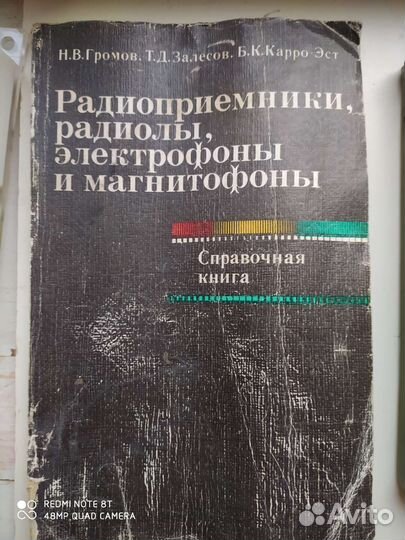 Н.В.Громов, Т.Д.Залесов, Б.К.Карро-Эст
Радиоприемники,
радиолы,
электрофоны
и магнитофоны
Справочная
книга
REDMI NOTE 8T
48MP QUAD CAMERA
Avito